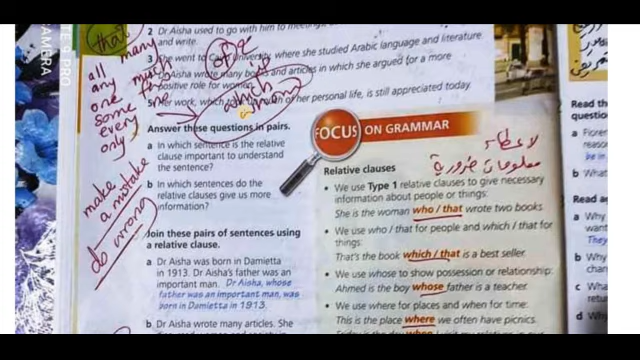 that
many
all
any
one
some
every
only
much
of
which
make
a mistake
do wrong
2 Dr Aisha used to go with him to meetings
and write.
3 She went to Cairo University, where she studied Arabic language and literature.
Aisha wrote many books and articles in which she argued for a more
positive role for women.
5 Her work, which of her personal life, is still appreciated today.
Answer these questions in pairs.
a In which sentence is the relative
clause important to understand
the sentence?
b In which sentences do the
relative clauses give us more
information?
Join these pairs of sentences using
a relative clause.
a Dr Aisha was born in Damietta
in 1913. Dr Aisha's father was an
important man. Dr Aisha, whose
father was an important man, was
born in Damietta in 1913.
b Dr Aisha wrote many articles. She
FOCUS ON GRAMMAR
لإعطاء
معلومات ضرورية
Relative clauses
• We use Type 1 relative clauses to give necessary
information about people or things:
She is the woman who / that wrote two books.
• We use who / that for people and which / that for
things:
That's the book which / that is a best seller.
• We use whose to show possession or relationship:
Ahmed is the boy whose father is a teacher.
• We use where for places and when for time:
This is the place where we often have picnics.
Read th
question
a Fiorer
reaso
be in
b What
Read ag
a Why
want
They
b Why
chan
c What
retu
d Why